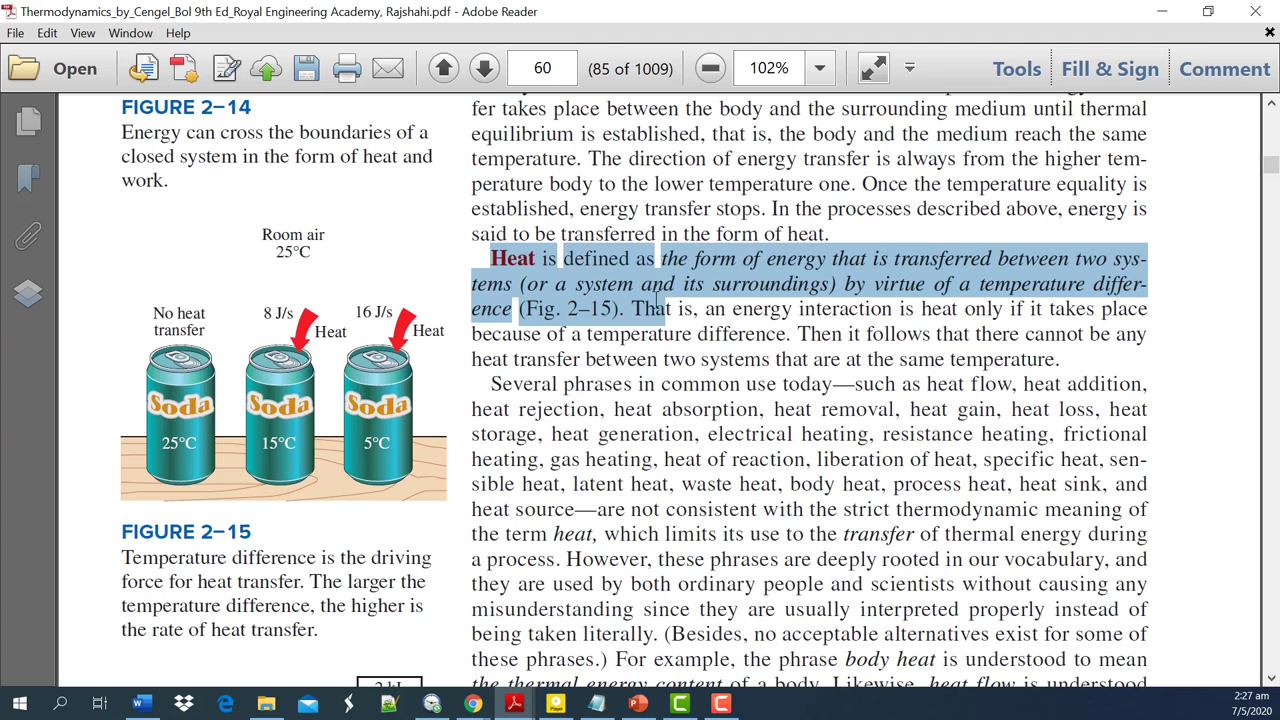 Thermodynamics_by_Cengel_Bol 9th Ed_Royal Engineering Academy, Rajshahi.pdf - Adobe Reader
File Edit View Window Help
Open 60 (85 of 1009) 102% Tools Fill & Sign Comment
FIGURE 2–14
Energy can cross the boundaries of a
closed system in the form of heat and
work.
Room air
25°C
No heat
transfer
8 J/s
Heat
16 J/s
Heat
Soda
25°C
Soda
15°C
Soda
5°C
FIGURE 2–15
Temperature difference is the driving
force for heat transfer. The larger the
temperature difference, the higher is
the rate of heat transfer.
fer takes place between the body and the surrounding medium until thermal
equilibrium is established, that is, the body and the medium reach the same
temperature. The direction of energy transfer is always from the higher tem-
perature body to the lower temperature one. Once the temperature equality is
established, energy transfer stops. In the processes described above, energy is
said to be transferred in the form of heat.
Heat is defined as the form of energy that is transferred between two sys-
tems (or a system and its surroundings) by virtue of a temperature differ-
ence (Fig. 2–15). That is, an energy interaction is heat only if it takes place
because of a temperature difference. Then it follows that there cannot be any
heat transfer between two systems that are at the same temperature.
Several phrases in common use today—such as heat flow, heat addition,
heat rejection, heat absorption, heat removal, heat gain, heat loss, heat
storage, heat generation, electrical heating, resistance heating, frictional
heating, gas heating, heat of reaction, liberation of heat, specific heat, sen-
sible heat, latent heat, waste heat, body heat, process heat, heat sink, and
heat source—are not consistent with the strict thermodynamic meaning of
the term heat, which limits its use to the transfer of thermal energy during
a process. However, these phrases are deeply rooted in our vocabulary, and
they are used by both ordinary people and scientists without causing any
misunderstanding since they are usually interpreted properly instead of
being taken literally. (Besides, no acceptable alternatives exist for some of
these phrases.) For example, the phrase body heat is understood to mean
the thermal energy content of a body. Likewise, heat flow is understood
2:27 am
7/5/2020